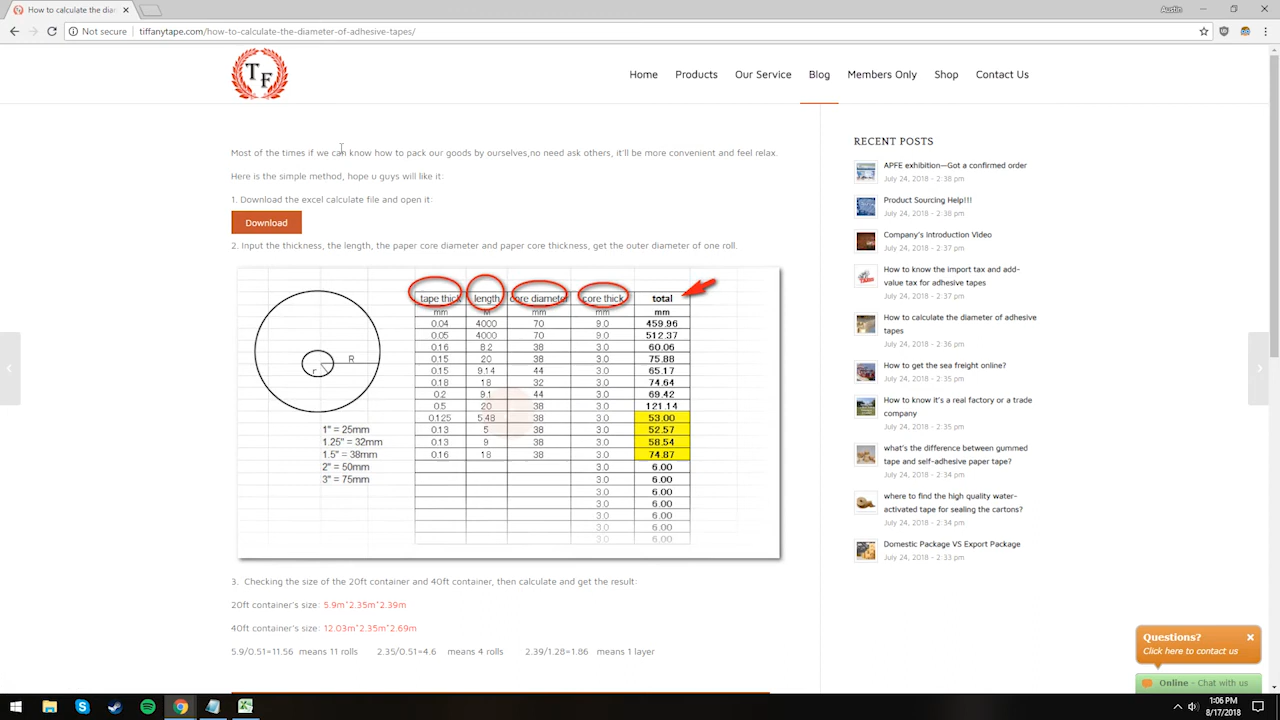 How to calculate the dia
Austin
Not secure | tiffanytape.com/how-to-calculate-the-diameter-of-adhesive-tapes/
TF
Home Products Our Service Blog Members Only Shop Contact Us
Most of the times if we can know how to pack our goods by ourselves,no need ask others, it'll be more convenient and feel relax.
Here is the simple method, hope u guys will like it:
1. Download the excel calculate file and open it:
Download
2. Input the thickness, the length, the paper core diameter and paper core thickness, get the outer diameter of one roll.
tape thick length core diamete core thick total
mm M mm mm mm
0.04 4000 70 9.0 459.96
0.05 4000 70 9.0 512.37
0.16 8.2 38 3.0 60.06
0.15 20 38 3.0 75.88
0.15 9.14 44 3.0 65.17
0.18 18 32 3.0 74.64
0.2 9.1 44 3.0 69.42
0.5 20 38 3.0 121.14
0.125 5.48 38 3.0 53.00
0.13 5 38 3.0 52.57
0.13 9 38 3.0 58.54
0.16 18 38 3.0 74.87
3.0 6.00
3.0 6.00
3.0 6.00
3.0 6.00
3.0 6.00
3.0 6.00
3.0 6.00
R
r
1" = 25mm
1.25" = 32mm
1.5" = 38mm
2" = 50mm
3" = 75mm
3. Checking the size of the 20ft container and 40ft container, then calculate and get the result:
20ft container's size: 5.9m*2.35m*2.39m
40ft container's size: 12.03m*2.35m*2.69m
5.9/0.51=11.56 means 11 rolls 2.35/0.51=4.6 means 4 rolls 2.39/1.28=1.86 means 1 layer
RECENT POSTS
APFE exhibition—Got a confirmed order
July 24, 2018 - 2:38 pm
Product Sourcing Help!!!
July 24, 2018 - 2:38 pm
Company's Introduction Video
July 24, 2018 - 2:37 pm
How to know the import tax and add-
value tax for adhesive tapes
July 24, 2018 - 2:37 pm
How to calculate the diameter of adhesive
tapes
July 24, 2018 - 2:36 pm
How to get the sea freight online?
July 24, 2018 - 2:35 pm
How to know it's a real factory or a trade
company
July 24, 2018 - 2:35 pm
what's the difference between gummed
tape and self-adhesive paper tape?
July 24, 2018 - 2:34 pm
where to find the high quality water-
activated tape for sealing the cartons?
July 24, 2018 - 2:34 pm
Domestic Package VS Export Package
July 24, 2018 - 2:33 pm
Questions?
Click here to contact us
Online - Chat with us
1:06 PM
8/17/2018